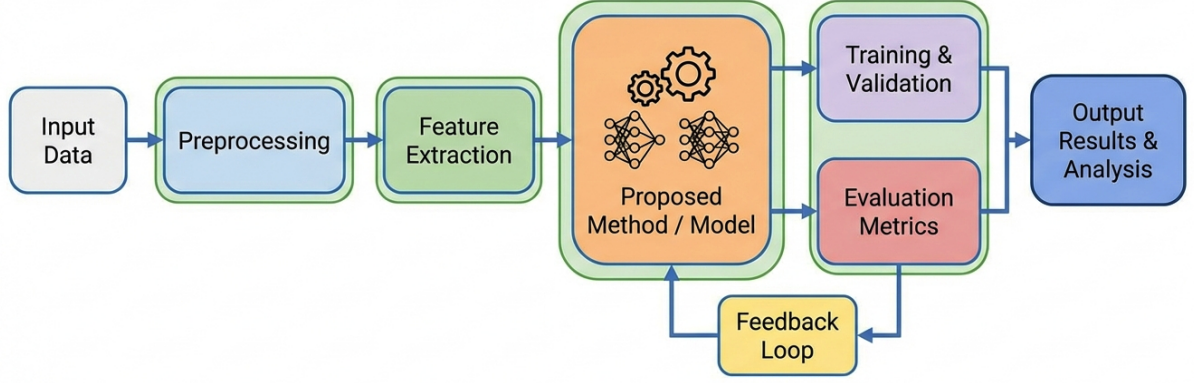 Input
Data
Preprocessing
Feature
Extraction
Proposed
Method / Model
Training &
Validation
Evaluation
Metrics
Output
Results &
Analysis
Feedback
Loop